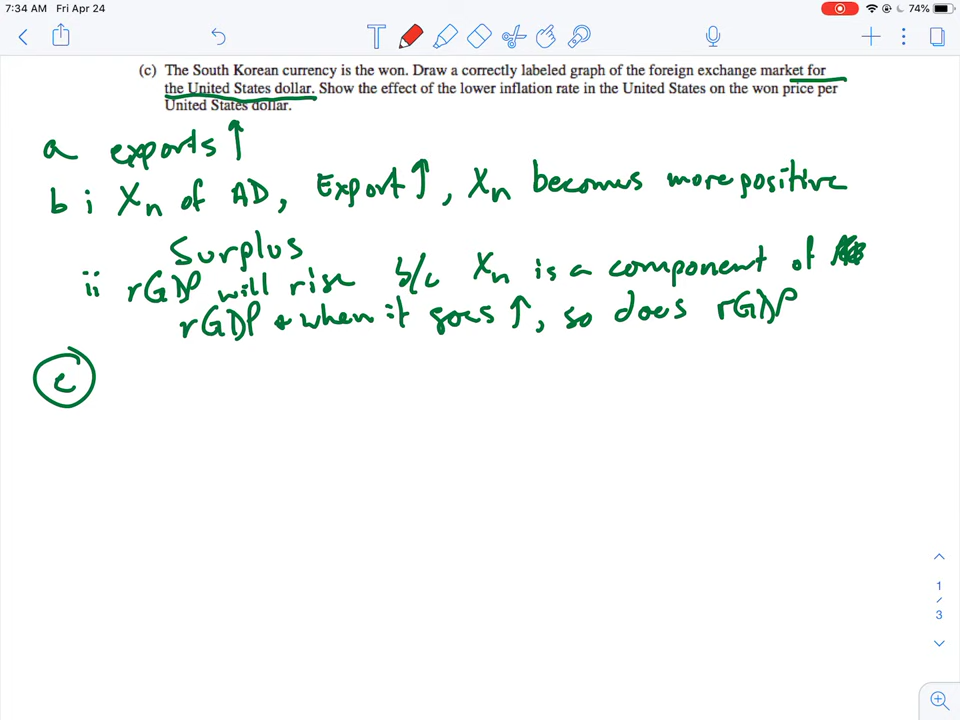 7:34 AM Fri Apr 24
74%
(c) The South Korean currency is the won. Draw a correctly labeled graph of the foreign exchange market for
the United States dollar. Show the effect of the lower inflation rate in the United States on the won price per
United States dollar.
a exports ↑
b i Xn of AD, Export ↑, Xn becomes more positive
Surplus
ii rGDP will rise b/c Xn is a component of
rGDP + when it goes ↑, so does rGDP
c
1
/
3